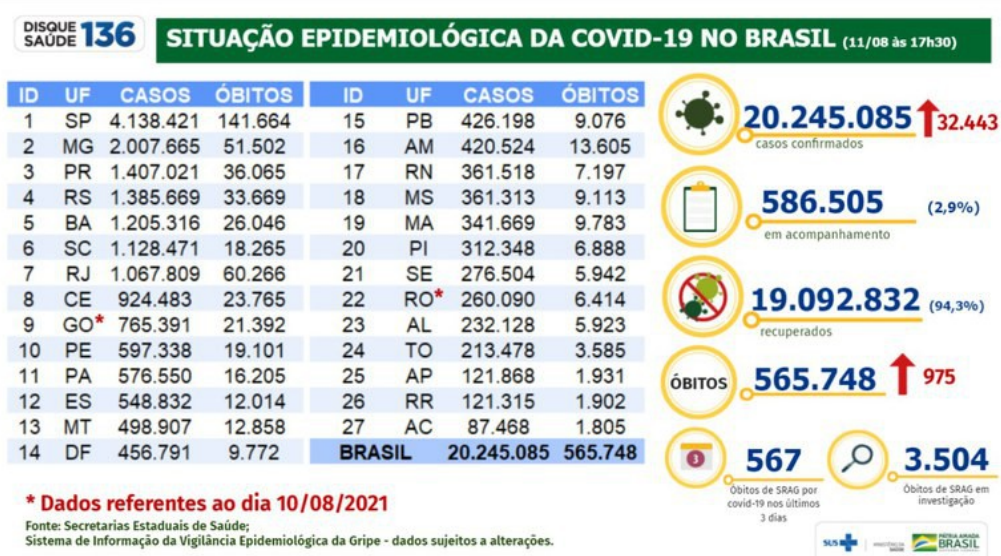 DISQUE
SAÚDE 136
SITUAÇÃO EPIDEMIOLÓGICA DA COVID-19 NO BRASIL (11/08 às 17h30)
ID UF CASOS ÓBITOS ID UF CASOS ÓBITOS
1 SP 4.138.421 141.664 15 PB 426.198 9.076
2 MG 2.007.665 51.502 16 AM 420.524 13.605
3 PR 1.407.021 36.065 17 RN 361.518 7.197
4 RS 1.385.669 33.669 18 MS 361.313 9.113
5 BA 1.205.316 26.046 19 MA 341.669 9.783
6 SC 1.128.471 18.265 20 PI 312.348 6.888
7 RJ 1.067.809 60.266 21 SE 276.504 5.942
8 CE 924.483 23.765 22 RO* 260.090 6.414
9 GO* 765.391 21.392 23 AL 232.128 5.923
10 PE 597.338 19.101 24 TO 213.478 3.585
11 PA 576.550 16.205 25 AP 121.868 1.931
12 ES 548.832 12.014 26 RR 121.315 1.902
13 MT 498.907 12.858 27 AC 87.468 1.805
14 DF 456.791 9.772 BRASIL 20.245.085 565.748
20.245.085 32.443
casos confirmados
586.505 (2,9%)
em acompanhamento
19.092.832 (94,3%)
recuperados
ÓBITOS 565.748 975
3
567
Óbitos de SRAG por
covid-19 nos últimos
3 dias
3.504
Óbitos de SRAG em
investigação
* Dados referentes ao dia 10/08/2021
Fonte: Secretarias Estaduais de Saúde;
Sistema de Informação da Vigilância Epidemiológica da Gripe - dados sujeitos a alterações.
SUS
PÁTRIA AMADA
BRASIL